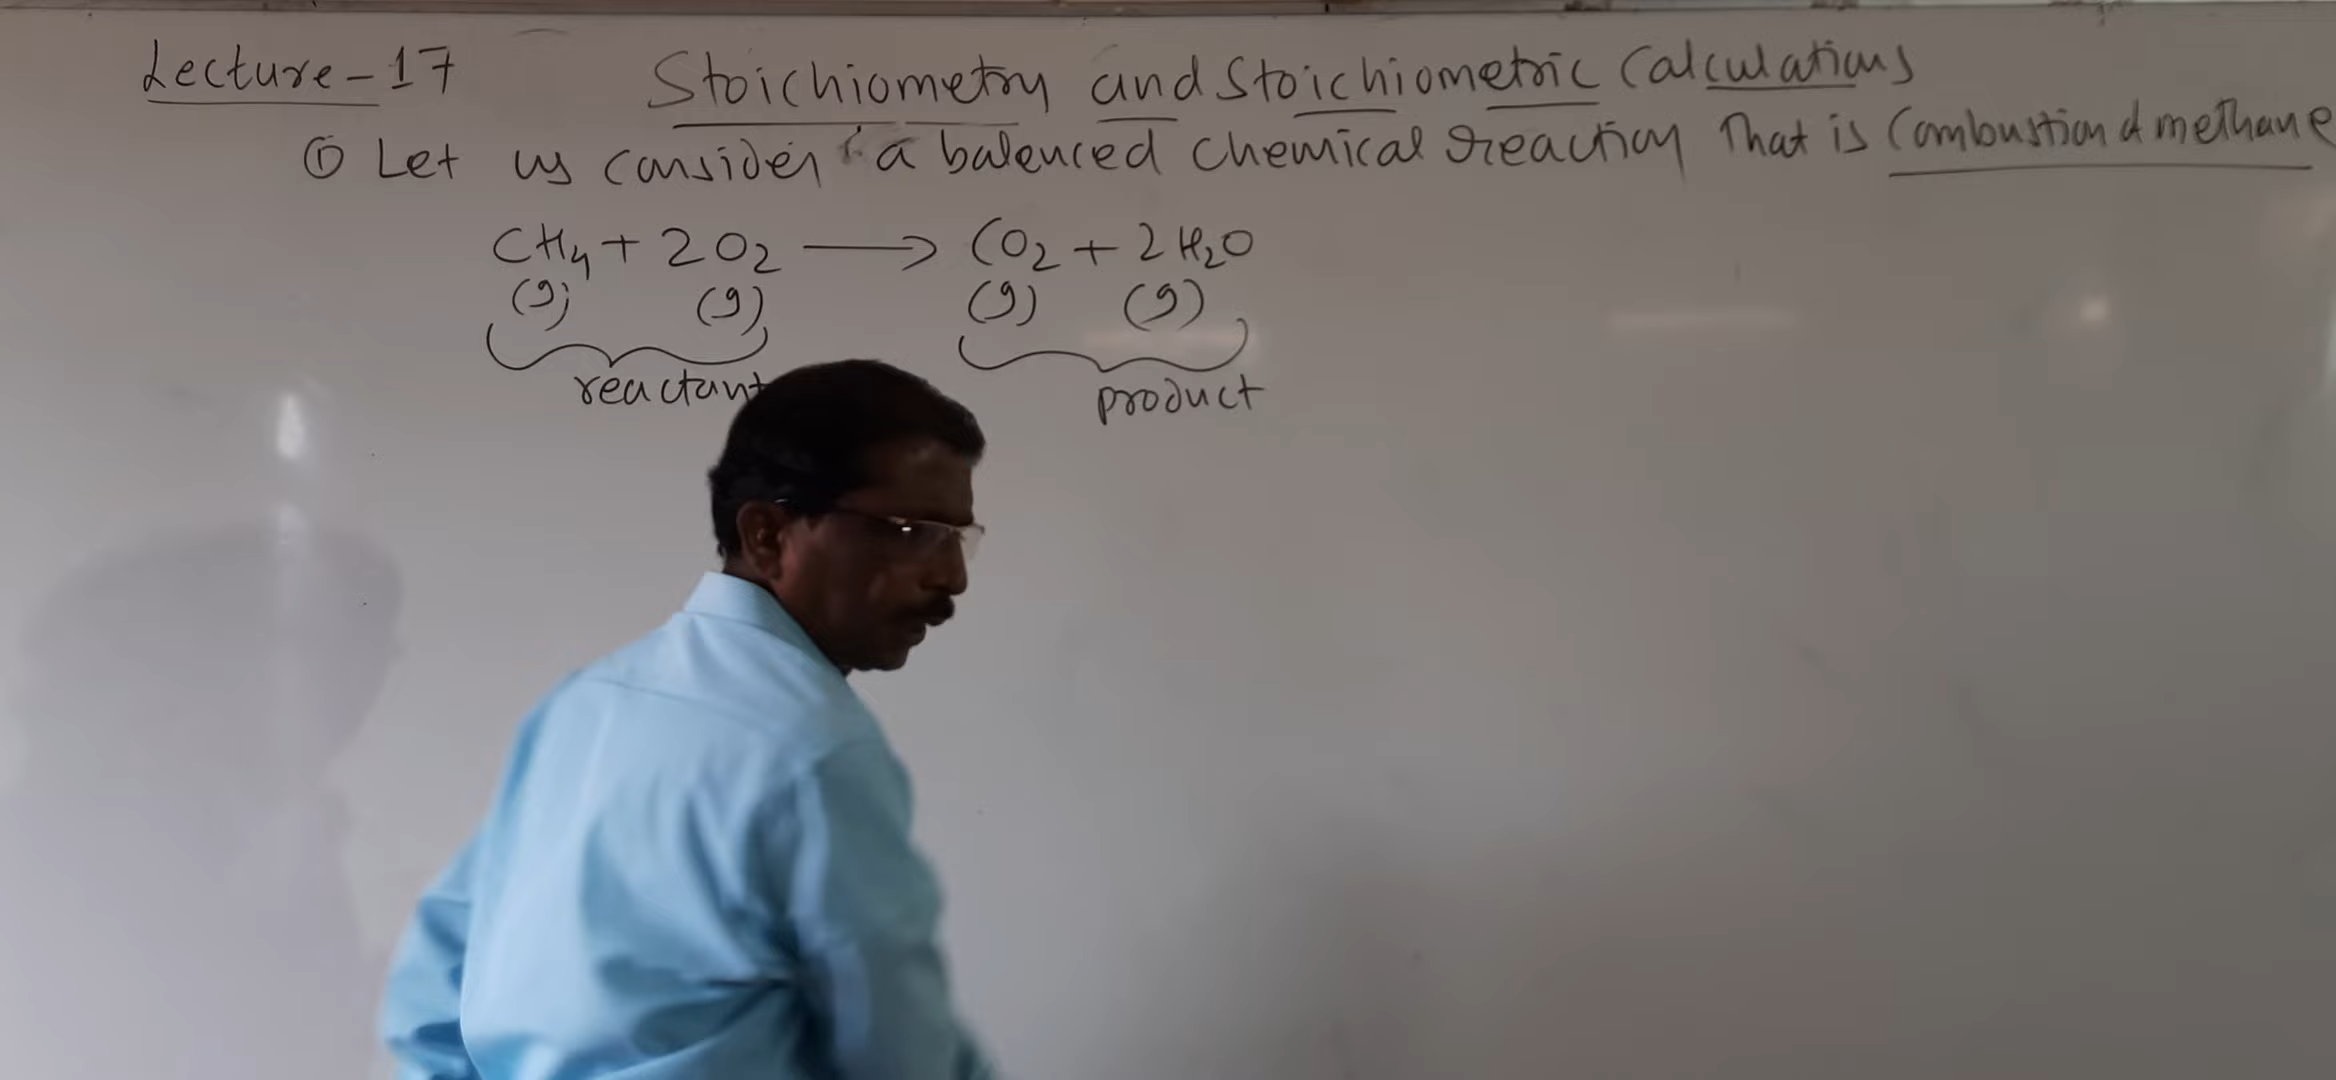 Lecture-17 Stoichiometry and Stoichiometric Calculations
① Let us consider a balenced chemical reaction That is Combustion of methane
CH₄ + 2O₂ ⟶ CO₂ + 2H₂O
(g) (g) (g) (g)
reactant product